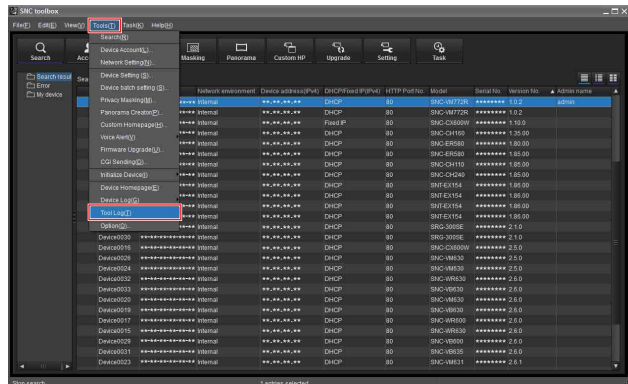 SNC toolbox
File(F) Edit(E) View(V) Tools(T) Task(K) Help(H)
Search Masking Panorama Custom HP Upgrade Setting Task
Search(R)
Device Account(L)...
Network Setting(N)...
Device Setting (S)...
Device batch setting (S)...
Privacy Masking(M)...
Panorama Creator(P)...
Custom Homepage(H)...
Voice Alert(V)
Firmware Upgrade(U)...
CGI Sending(D)...
Initialize Device(I)
Device Homepage(E)
Device Log(G)
Tool Log(T)
Option(O)...
Search resul
Error
My device
Network environment Device address(IPv4) DHCP/Fixed IP(IPv4) HTTP Port No. Model Serial No. Version No. Admin name
**-** Internal **.**.**.** DHCP 80 SNC-VM772R ******** 1.0.2 admin
**-** Internal **.**.**.** DHCP 80 SNC-VM772R ******** 1.0.2
**-** Internal **.**.**.** Fixed IP 80 SNC-CX600W ******** 1.10.0
**-** Internal **.**.**.** DHCP 80 SNC-CH160 ******** 1.35.00
**-** Internal **.**.**.** DHCP 80 SNC-ER580 ******** 1.80.00
**-** Internal **.**.**.** DHCP 80 SNC-ER580 ******** 1.85.00
**-** Internal **.**.**.** DHCP 80 SNC-CH110 ******** 1.85.00
**-** Internal **.**.**.** DHCP 80 SNC-CH240 ******** 1.85.00
**-** Internal **.**.**.** DHCP 80 SNT-EX154 ******** 1.86.00
**-** Internal **.**.**.** DHCP 80 SNT-EX154 ******** 1.86.00
**-** Internal **.**.**.** DHCP 80 SNT-EX154 ******** 1.86.00
**-** Internal **.**.**.** DHCP 80 SNT-EX154 ******** 1.86.00
**-** Internal **.**.**.** DHCP 80 SRG-300SE ******** 2.1.0
Device0030 **-**-**-**-**-** Internal **.**.**.** DHCP 80 SRG-300SE ******** 2.1.0
Device0016 **-**-**-**-**-** Internal **.**.**.** DHCP 80 SNC-CX600W ******** 2.5.0
Device0028 **-**-**-**-**-** Internal **.**.**.** DHCP 80 SNC-VM630 ******** 2.5.0
Device0024 **-**-**-**-**-** Internal **.**.**.** DHCP 80 SNC-VM630 ******** 2.5.0
Device0032 **-**-**-**-**-** Internal **.**.**.** DHCP 80 SNC-WR630 ******** 2.6.0
Device0033 **-**-**-**-**-** Internal **.**.**.** DHCP 80 SNC-VB630 ******** 2.6.0
Device0020 **-**-**-**-**-** Internal **.**.**.** DHCP 80 SNC-VM630 ******** 2.6.0
Device0019 **-**-**-**-**-** Internal **.**.**.** DHCP 80 SNC-VB630 ******** 2.6.0
Device0017 **-**-**-**-**-** Internal **.**.**.** DHCP 80 SNC-WR600 ******** 2.6.0
Device0015 **-**-**-**-**-** Internal **.**.**.** DHCP 80 SNC-WR630 ******** 2.6.0
Device0029 **-**-**-**-**-** Internal **.**.**.** DHCP 80 SNC-VB600 ******** 2.6.0
Device0031 **-**-**-**-**-** Internal **.**.**.** DHCP 80 SNC-VB635 ******** 2.6.0
Device0023 **-**-**-**-**-** Internal **.**.**.** DHCP 80 SNC-VM631 ******** 2.6.1
Stop search 1 entries selected